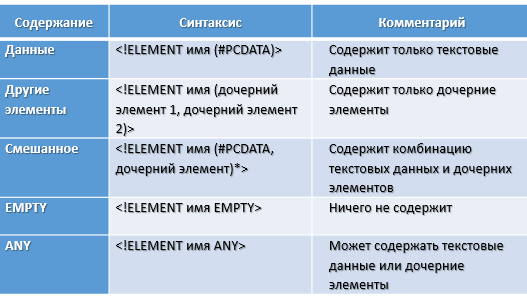 Содержание Синтаксис Комментарий
Данные <!ELEMENT имя (#PCDATA)> Содержит только текстовые
данные
Другие <!ELEMENT имя (дочерний Содержит только дочерние
элементы элемент 1, дочерний элемент элементы
2)>
Смешанное <!ELEMENT имя (#PCDATA, Содержит комбинацию
дочерний элемент)*> текстовых данных и дочерних
элементов
EMPTY <!ELEMENT имя EMPTY> Ничего не содержит
ANY <!ELEMENT имя ANY> Может содержать текстовые
данные или дочерние
элементы